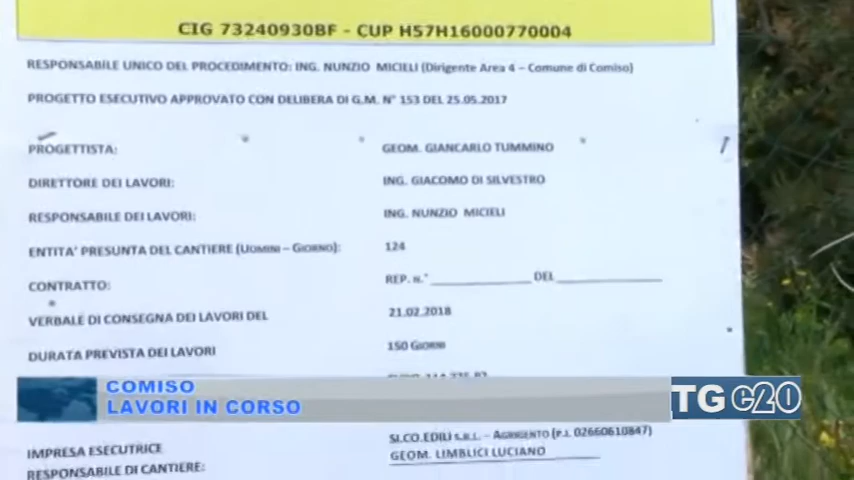 CIG 73240930BF - CUP H57H16000770004
RESPONSABILE UNICO DEL PROCEDIMENTO: ING. NUNZIO MICIELI (Dirigente Area 4 – Comune di Comiso)
PROGETTO ESECUTIVO APPROVATO CON DELIBERA DI G.M. N° 153 DEL 25.05.2017
PROGETTISTA: GEOM. GIANCARLO TUMMINO
DIRETTORE DEI LAVORI: ING. GIACOMO DI SILVESTRO
RESPONSABILE DEI LAVORI: ING. NUNZIO MICIELI
ENTITA' PRESUNTA DEL CANTIERE (UOMINI – GIORNO): 124
CONTRATTO: REP. N.° ____________ DEL ____________
VERBALE DI CONSEGNA DEI LAVORI DEL 21.02.2018
DURATA PREVISTA DEI LAVORI 150 GIORNI
COMISO
LAVORI IN CORSO
TG e20
IMPRESA ESECUTRICE SI.CO.EDILI S.R.L. – AGRIGENTO (P.I. 02660610847)
RESPONSABILE DI CANTIERE: GEOM. LIMBLICI LUCIANO